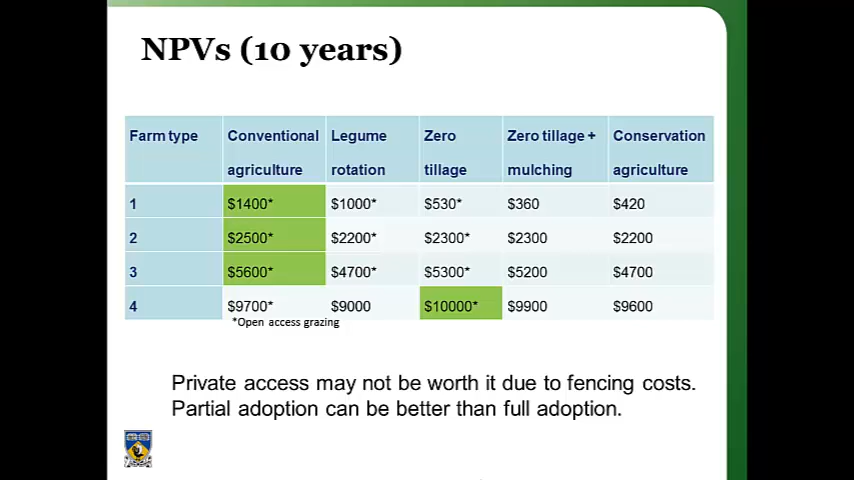 NPVs (10 years)
Farm type Conventional agriculture Legume rotation Zero tillage Zero tillage + mulching Conservation agriculture
1 $1400* $1000* $530* $360 $420
2 $2500* $2200* $2300* $2300 $2200
3 $5600* $4700* $5300* $5200 $4700
4 $9700* $9000 $10000* $9900 $9600
*Open access grazing
Private access may not be worth it due to fencing costs.
Partial adoption can be better than full adoption.